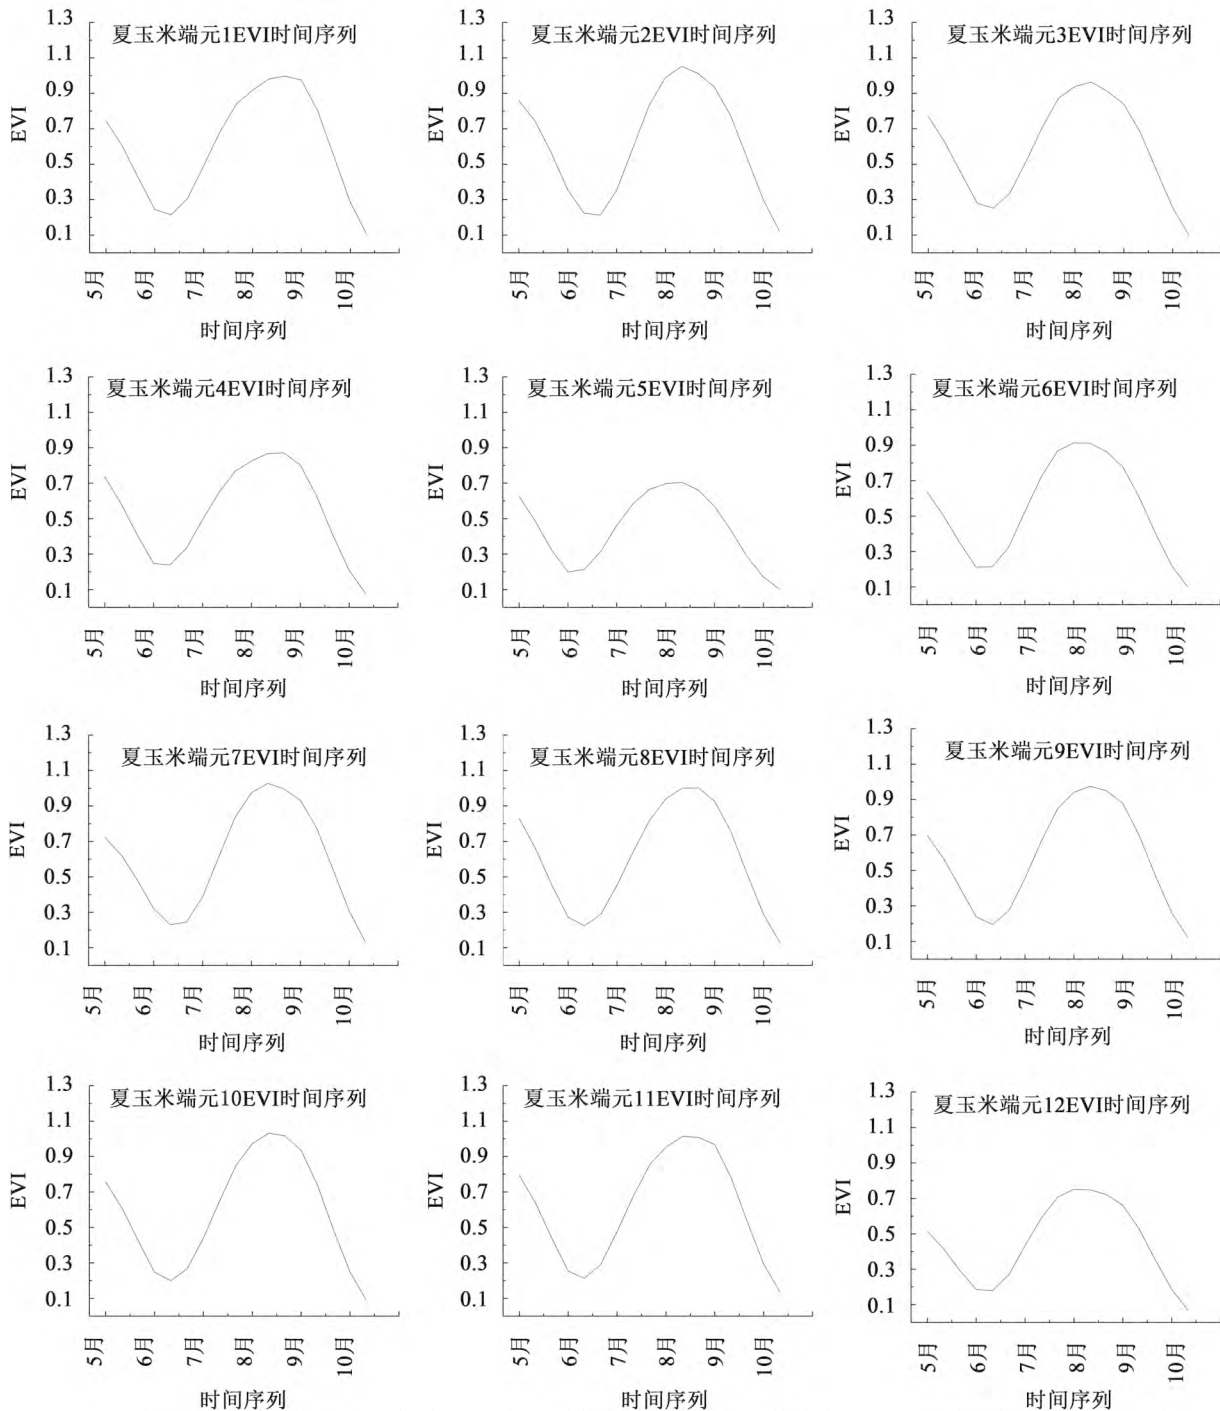 夏玉米端元1EVI时间序列
1.3
1.1
0.9
0.7
0.5
0.3
0.1
EVI
5月
6月
7月
8月
9月
10月
时间序列
夏玉米端元2EVI时间序列
1.3
1.1
0.9
0.7
0.5
0.3
0.1
EVI
5月
6月
7月
8月
9月
10月
时间序列
夏玉米端元3EVI时间序列
1.3
1.1
0.9
0.7
0.5
0.3
0.1
EVI
5月
6月
7月
8月
9月
10月
时间序列
夏玉米端元4EVI时间序列
1.3
1.1
0.9
0.7
0.5
0.3
0.1
EVI
5月
6月
7月
8月
9月
10月
时间序列
夏玉米端元5EVI时间序列
1.3
1.1
0.9
0.7
0.5
0.3
0.1
EVI
5月
6月
7月
8月
9月
10月
时间序列
夏玉米端元6EVI时间序列
1.3
1.1
0.9
0.7
0.5
0.3
0.1
EVI
5月
6月
7月
8月
9月
10月
时间序列
夏玉米端元7EVI时间序列
1.3
1.1
0.9
0.7
0.5
0.3
0.1
EVI
5月
6月
7月
8月
9月
10月
时间序列
夏玉米端元8EVI时间序列
1.3
1.1
0.9
0.7
0.5
0.3
0.1
EVI
5月
6月
7月
8月
9月
10月
时间序列
夏玉米端元9EVI时间序列
1.3
1.1
0.9
0.7
0.5
0.3
0.1
EVI
5月
6月
7月
8月
9月
10月
时间序列
夏玉米端元10EVI时间序列
1.3
1.1
0.9
0.7
0.5
0.3
0.1
EVI
5月
6月
7月
8月
9月
10月
时间序列
夏玉米端元11EVI时间序列
1.3
1.1
0.9
0.7
0.5
0.3
0.1
EVI
5月
6月
7月
8月
9月
10月
时间序列
夏玉米端元12EVI时间序列
1.3
1.1
0.9
0.7
0.5
0.3
0.1
EVI
5月
6月
7月
8月
9月
10月
时间序列